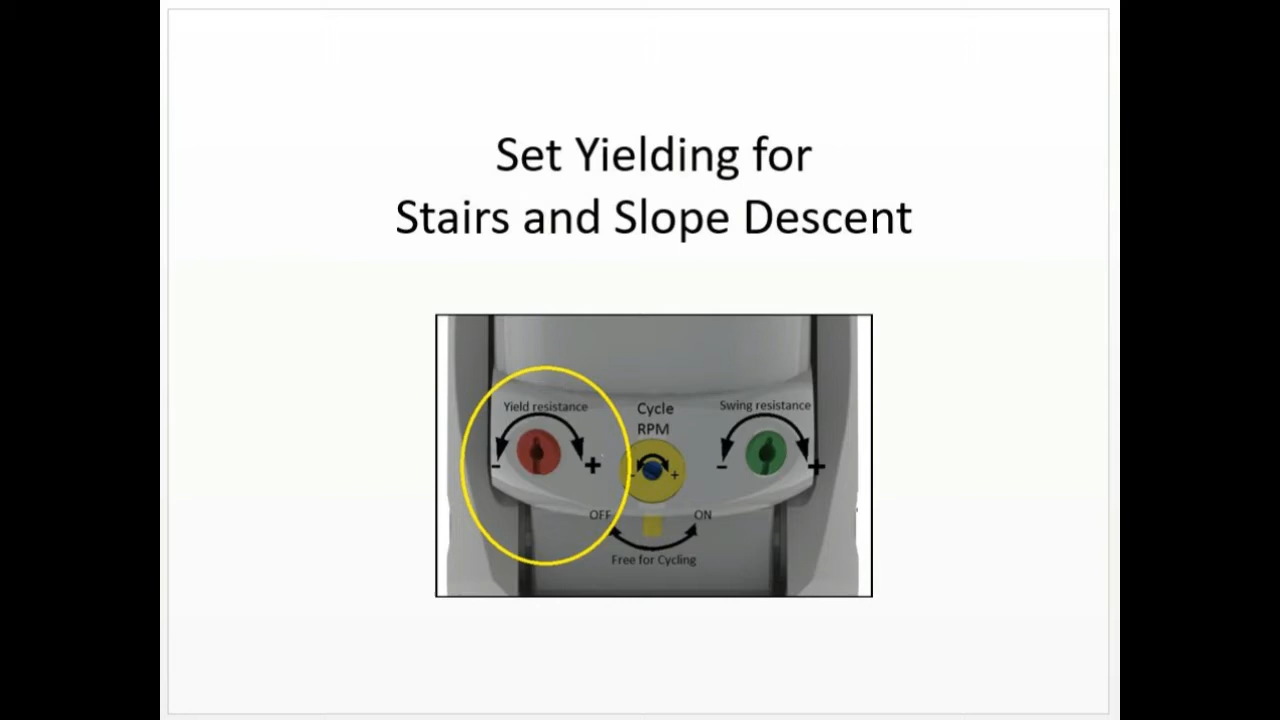 Set Yielding for
Stairs and Slope Descent
Yield resistance
- +
Cycle
RPM
- +
Swing resistance
- +
OFF ON
Free for Cycling